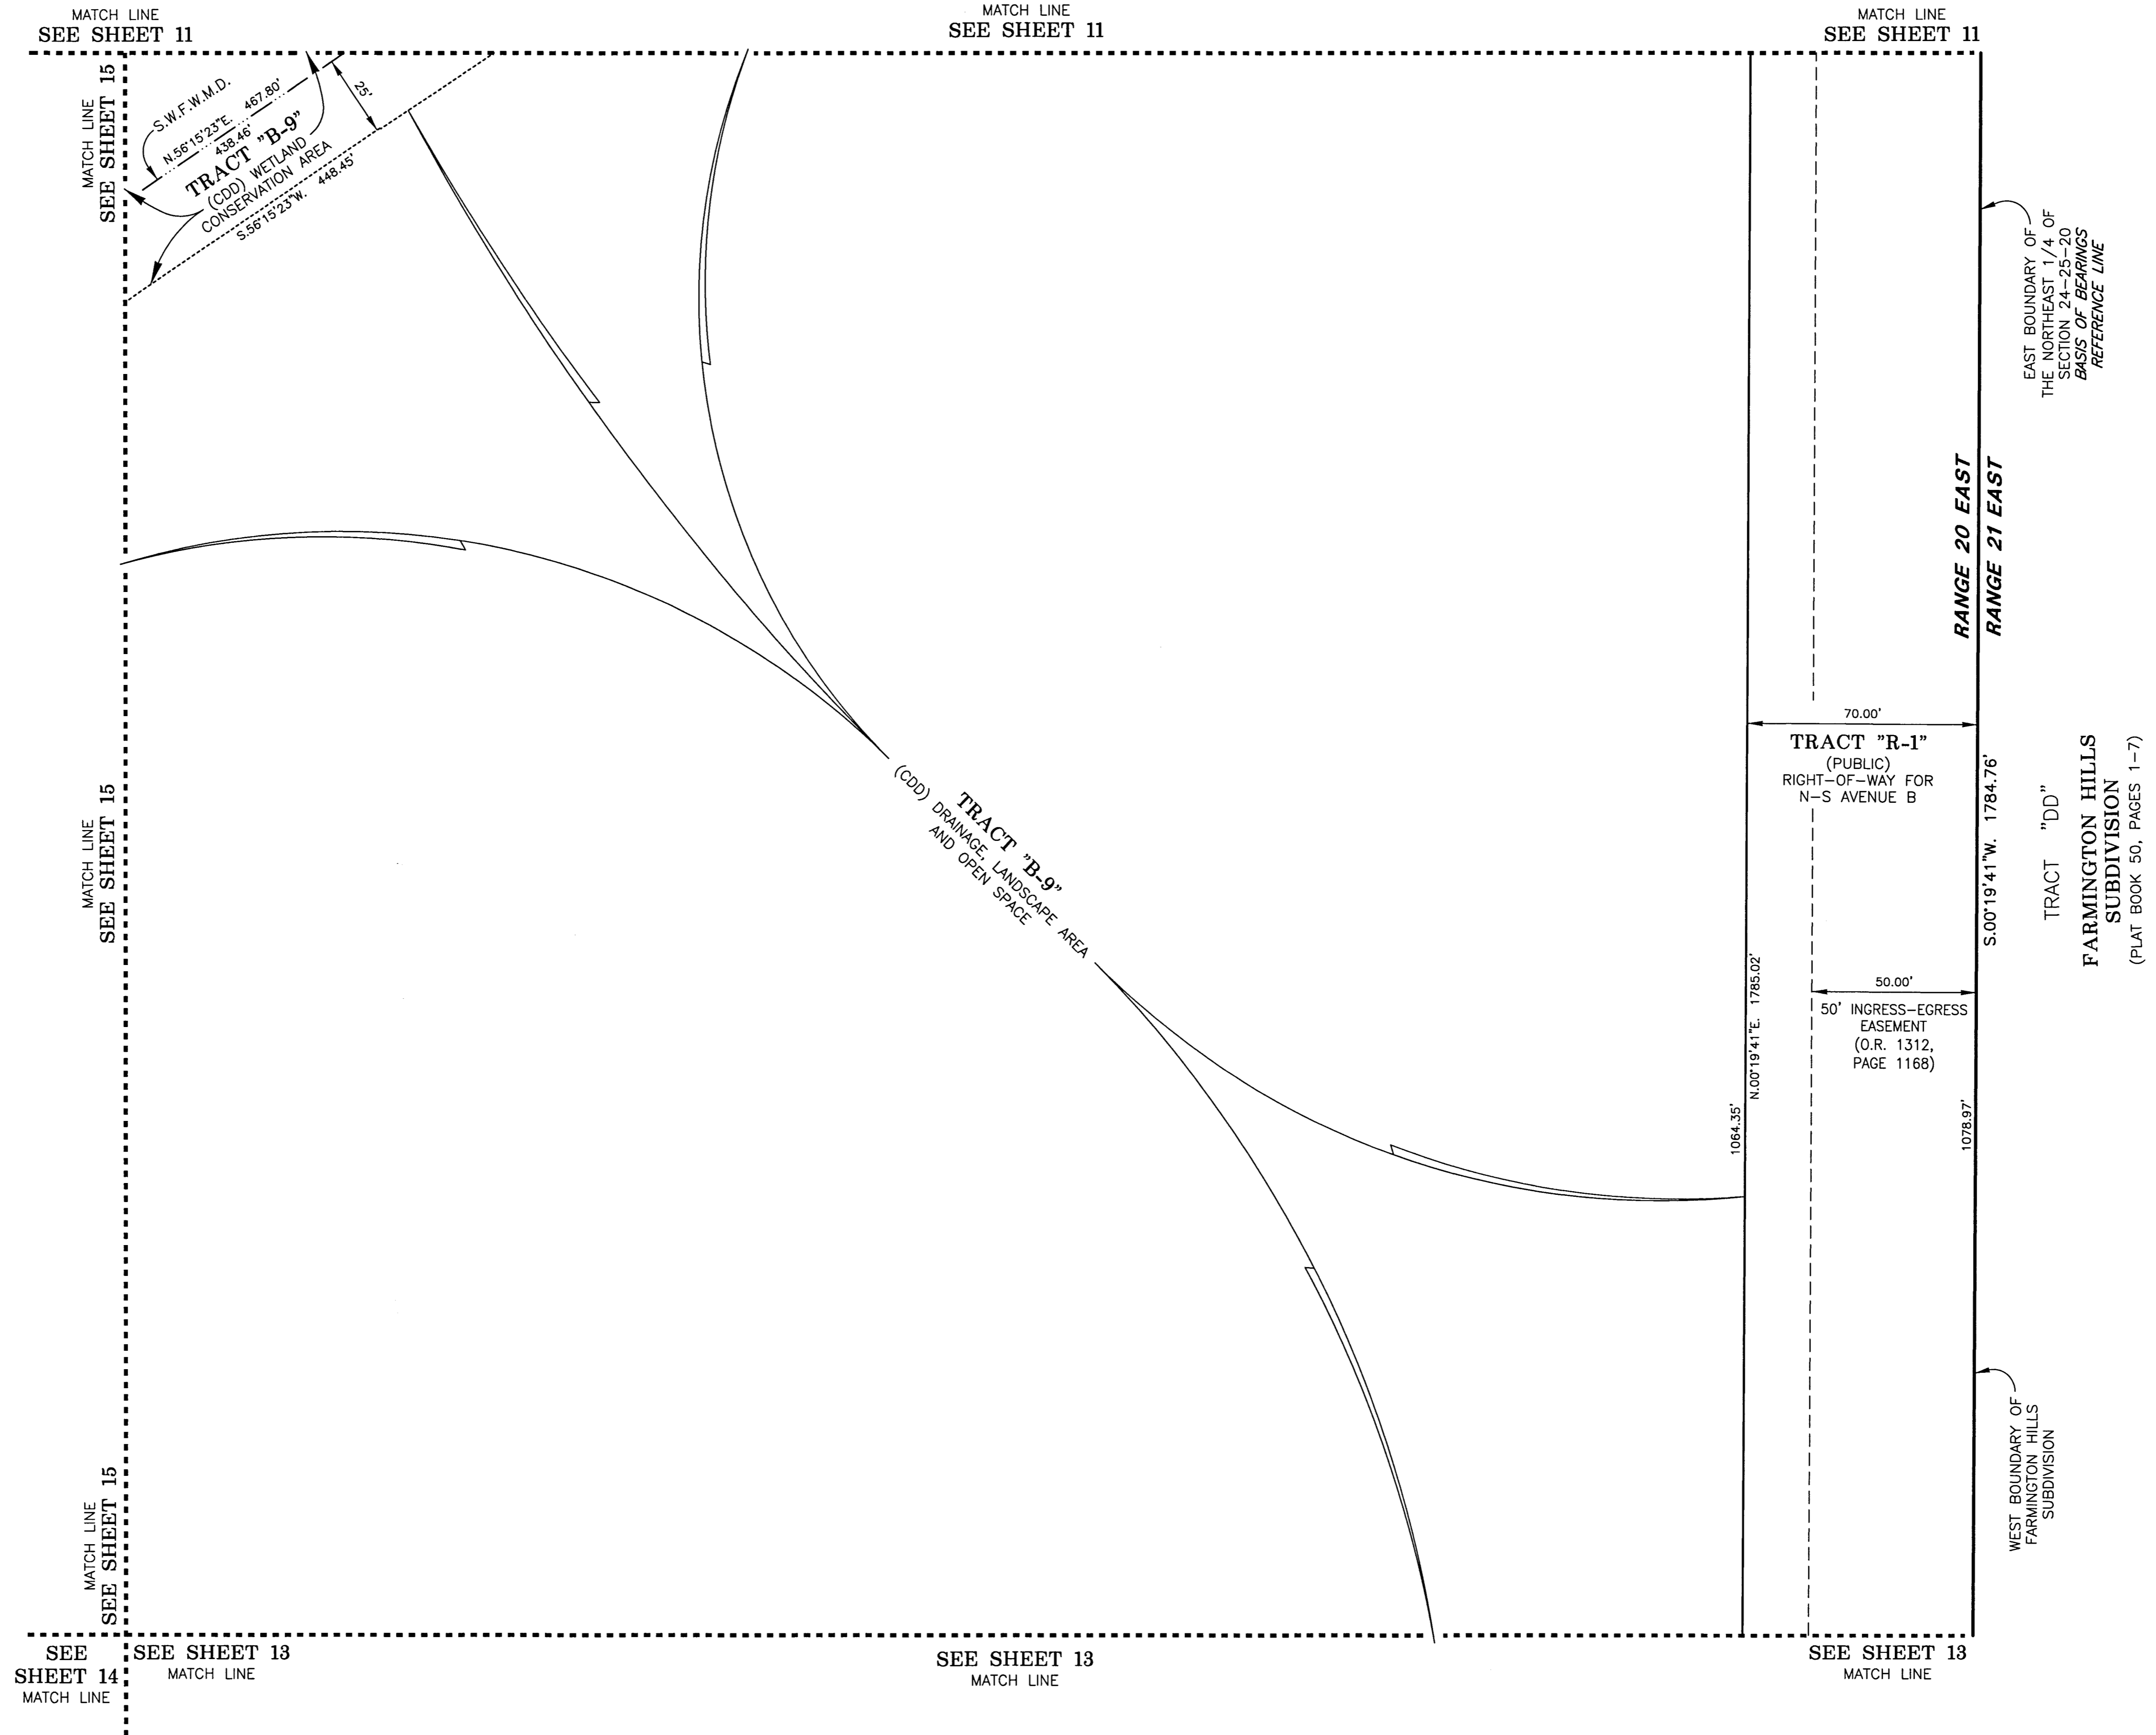 MATCH LINE
SEE SHEET 11
MATCH LINE
SEE SHEET 11
MATCH LINE
SEE SHEET 11
MATCH LINE
SEE SHEET 15
S.W.F.W.M.D.
N.56°15'23"E. 467.80'
438.46'
TRACT "B-9"
(CDD) WETLAND
CONSERVATION AREA
S.56°15'23"W. 448.45'
25'
EAST BOUNDARY OF
THE NORTHEAST 1/4 OF
SECTION 24-25-20
BASIS OF BEARINGS
REFERENCE LINE
RANGE 20 EAST
RANGE 21 EAST
70.00'
TRACT "R-1"
(PUBLIC)
RIGHT-OF-WAY FOR
N-S AVENUE B
S.00°19'41"W. 1784.76'
TRACT "DD"
FARMINGTON HILLS
SUBDIVISION
(PLAT BOOK 50, PAGES 1-7)
MATCH LINE
SEE SHEET 15
TRACT "B-9"
(CDD) DRAINAGE, LANDSCAPE AREA
AND OPEN SPACE
N.00°19'41"E. 1785.02'
50.00'
50' INGRESS-EGRESS
EASEMENT
(O.R. 1312,
PAGE 1168)
1064.35'
1078.97'
WEST BOUNDARY OF
FARMINGTON HILLS
SUBDIVISION
MATCH LINE
SEE SHEET 15
SEE
SHEET 14
MATCH LINE
SEE SHEET 13
MATCH LINE
SEE SHEET 13
MATCH LINE
SEE SHEET 13
MATCH LINE